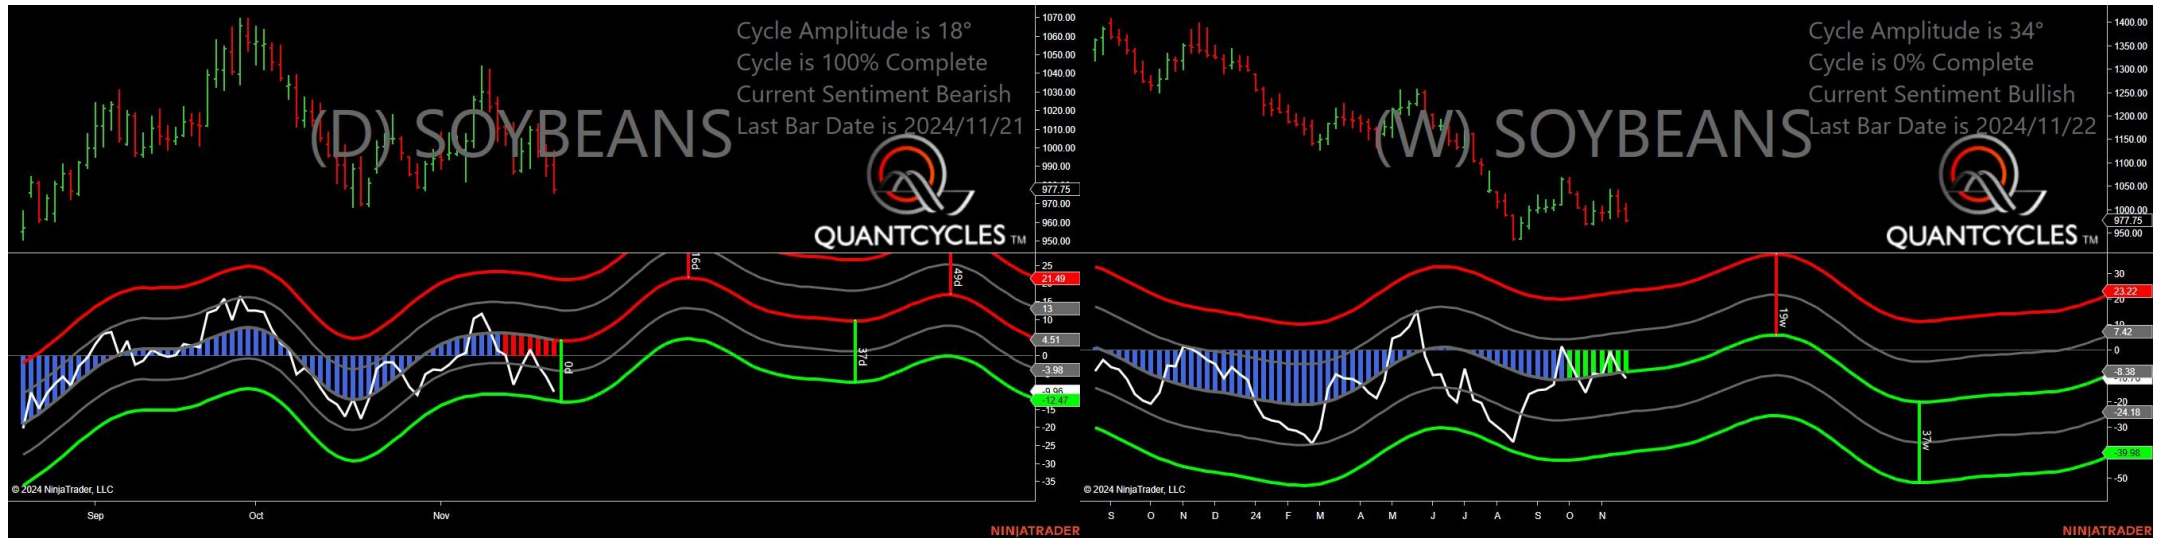 Cycle Amplitude is 18°
Cycle is 100% Complete
Current Sentiment Bearish
Last Bar Date is 2024/11/21
(D) SOYBEANS
QUANTCYCLES TM
1070.00
1060.00
1050.00
1040.00
1030.00
1020.00
1010.00
1000.00
990.00
977.75
970.00
960.00
950.00
16d
49d
37d
0d
25
21.49
15
13
10
4.51
0
-3.98
-9.96
-12.47
-15
-20
-25
-30
-35
© 2024 NinjaTrader, LLC
Sep Oct Nov
NINJATRADER
Cycle Amplitude is 34°
Cycle is 0% Complete
Current Sentiment Bullish
Last Bar Date is 2024/11/22
(W) SOYBEANS
QUANTCYCLES TM
1400.00
1350.00
1300.00
1250.00
1200.00
1150.00
1100.00
1050.00
1000.00
977.75
950.00
19w
37w
30
23.22
20
7.42
0
-8.38
-20
-24.18
-30
-39.98
-50
© 2024 NinjaTrader, LLC
S O N D 24 F M A M J J A S O N
NINJATRADER